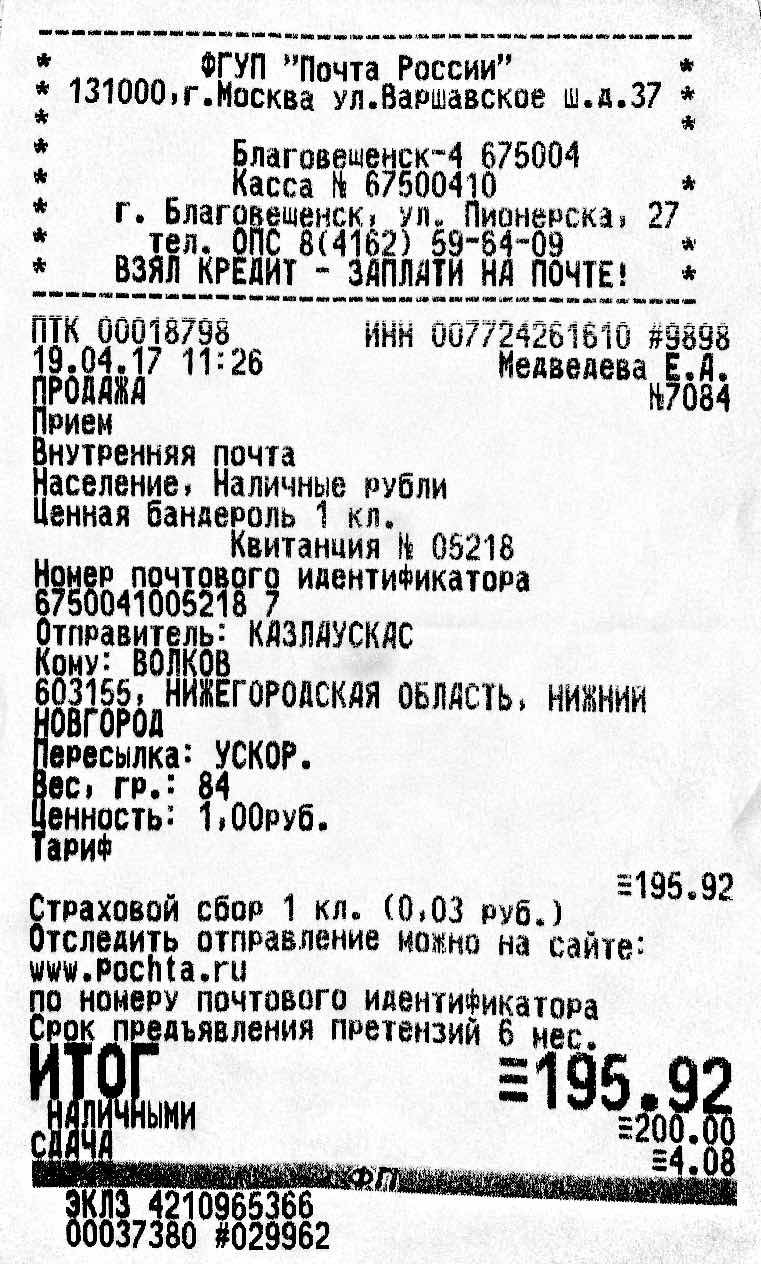 * ФГУП "Почта России" *
* 131000,г.Москва ул.Варшавское ш.д.37 *
* *
* Благовещенск-4 675004
* Касса № 67500410 *
* г. Благовещенск, ул. Пионерска, 27
* тел. ОПС 8(4162) 59-64-09 *
* ВЗЯЛ КРЕДИТ - ЗАПЛАТИ НА ПОЧТЕ! *
ПТК 00018798 ИНН 007724261610 #9898
19.04.17 11:26 Медведева Е.А.
ПРОДАЖА №7084
Прием
Внутренняя почта
Население, Наличные рубли
Ценная бандероль 1 кл.
Квитанция № 05218
Номер почтового идентификатора
6750041005218 7
Отправитель: КАЗЛАУСКАС
Кому: ВОЛКОВ
603155, НИЖЕГОРОДСКАЯ ОБЛАСТЬ, НИЖНИЙ
НОВГОРОД
Пересылка: УСКОР.
Вес, гр.: 84
Ценность: 1,00руб.
Тариф
≡195.92
Страховой сбор 1 кл. (0,03 руб.)
Отследить отправление можно на сайте:
www.Pochta.ru
по номеру почтового идентификатора
Срок предъявления претензий 6 мес.
ИТОГ ≡195.92
НАЛИЧНЫМИ ≡200.00
СДАЧА ≡4.08
ФП
ЭКЛЗ 4210965366
00037380 #029962